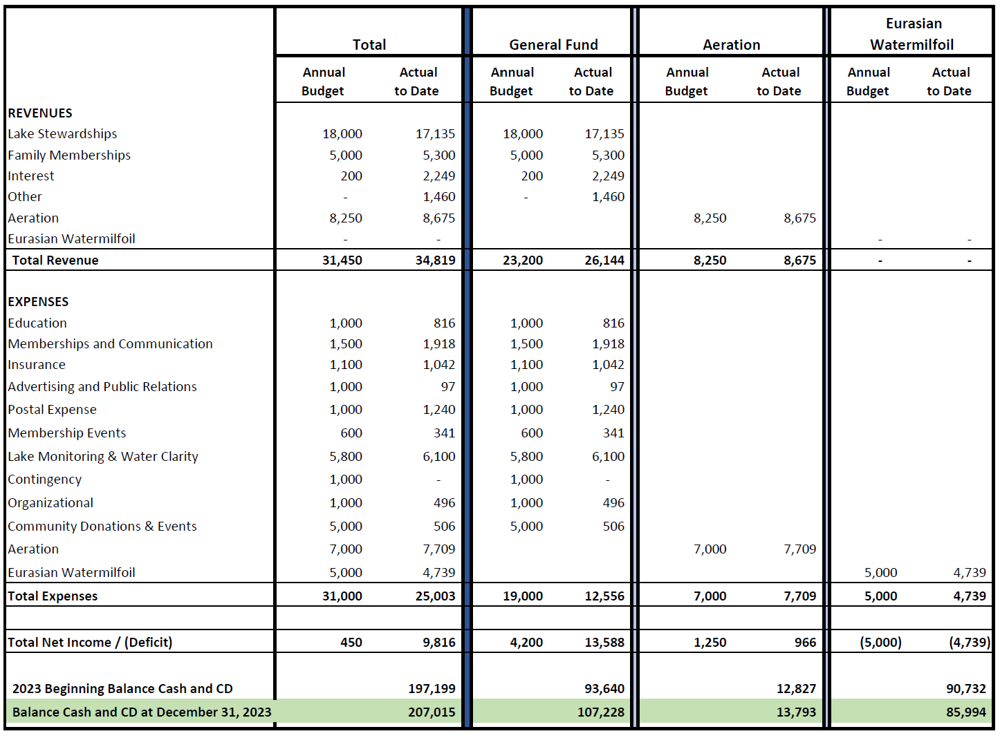 Eurasian
Total General Fund Aeration Watermilfoil
Annual Actual Annual Actual Annual Actual Annual Actual
Budget to Date Budget to Date Budget to Date Budget to Date
REVENUES
Lake Stewardships 18,000 17,135 18,000 17,135
Family Memberships 5,000 5,300 5,000 5,300
Interest 200 2,249 200 2,249
Other - 1,460 - 1,460
Aeration 8,250 8,675 8,250 8,675
Eurasian Watermilfoil - - - -
Total Revenue 31,450 34,819 23,200 26,144 8,250 8,675 - -
EXPENSES
Education 1,000 816 1,000 816
Memberships and Communication 1,500 1,918 1,500 1,918
Insurance 1,100 1,042 1,100 1,042
Advertising and Public Relations 1,000 97 1,000 97
Postal Expense 1,000 1,240 1,000 1,240
Membership Events 600 341 600 341
Lake Monitoring & Water Clarity 5,800 6,100 5,800 6,100
Contingency 1,000 - 1,000 -
Organizational 1,000 496 1,000 496
Community Donations & Events 5,000 506 5,000 506
Aeration 7,000 7,709 7,000 7,709
Eurasian Watermilfoil 5,000 4,739 5,000 4,739
Total Expenses 31,000 25,003 19,000 12,556 7,000 7,709 5,000 4,739
Total Net Income / (Deficit) 450 9,816 4,200 13,588 1,250 966 (5,000) (4,739)
2023 Beginning Balance Cash and CD 197,199 93,640 12,827 90,732
Balance Cash and CD at December 31, 2023 207,015 107,228 13,793 85,994